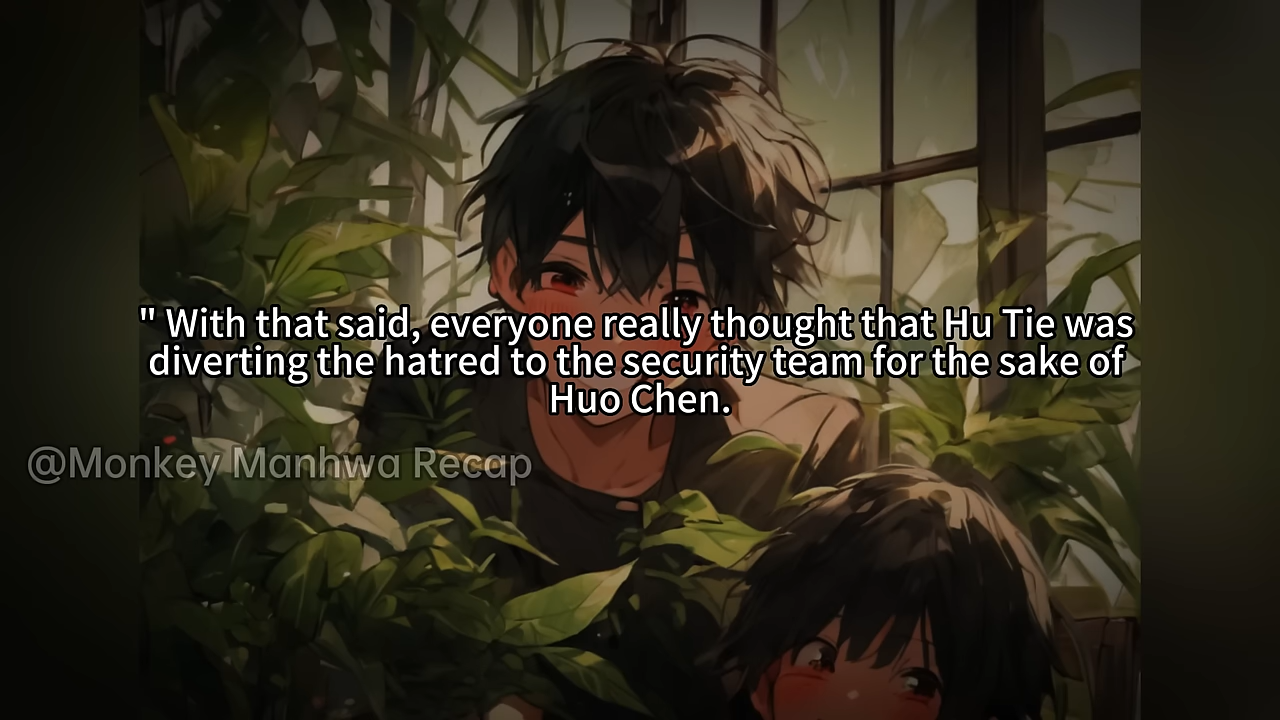 " With that said, everyone really thought that Hu Tie was
diverting the hatred to the security team for the sake of
Huo Chen.
@Monkey Manhwa Recap